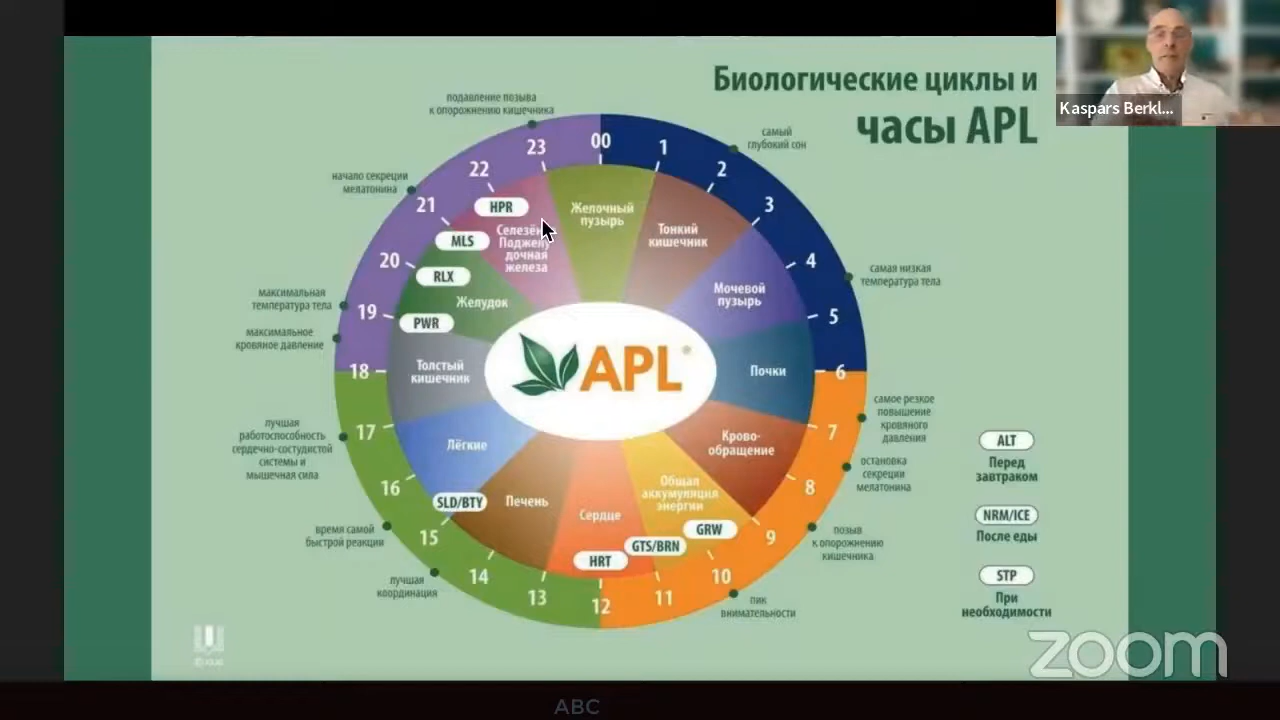 Биологические циклы и
часы APL
Kaspars Berkl...
подавление позыва
к опорожнению кишечника
самый
глубокий сон
начало секреции
мелатонина
самая низкая
температура тела
максимальная
температура тела
максимальное
кровяное давление
самое резкое
повышение
кровяного
давления
лучшая
работоспособность
сердечно-сосудистой
системы и
мышечная сила
остановка
секреции
мелатонина
время самой
быстрой реакции
позыв
к опорожнению
кишечника
лучшая
координация
пик
внимательности
00
1
2
3
4
5
6
7
8
9
10
11
12
13
14
15
16
17
18
19
20
21
22
23
Желочный
пузырь
Тонкий
кишечник
Мочевой
пузырь
Почки
Крово-
обращение
Общая
аккумуляция
энергии
GRW
GTS/BRN
Сердце
HRT
Печень
SLD/BTY
Лёгкие
Толстый
кишечник
PWR
Желудок
RLX
MLS
HPR
дочная
железа
APL
ALT
Перед
завтраком
NRM/ICE
После еды
STP
При
необходимости
zoom
ABC